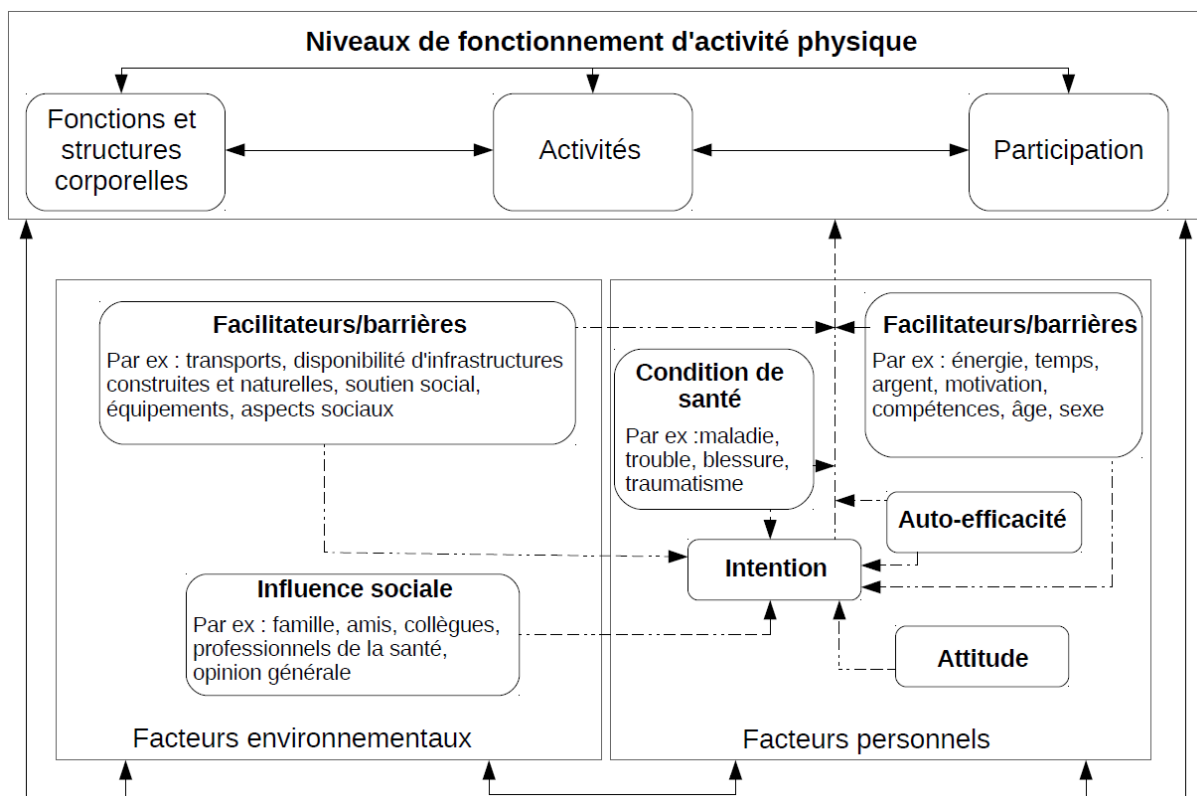 Niveaux de fonctionnement d'activité physique
Fonctions et
structures
corporelles
Activités
Participation
Facilitateurs/barrières
Par ex : transports, disponibilité d'infrastructures
construites et naturelles, soutien social,
équipements, aspects sociaux
Condition de
santé
Par ex :maladie,
trouble, blessure,
traumatisme
Facilitateurs/barrières
Par ex : énergie, temps,
argent, motivation,
compétences, âge, sexe
Auto-efficacité
Intention
Influence sociale
Par ex : famille, amis, collègues,
professionnels de la santé,
opinion générale
Attitude
Facteurs environnementaux
Facteurs personnels